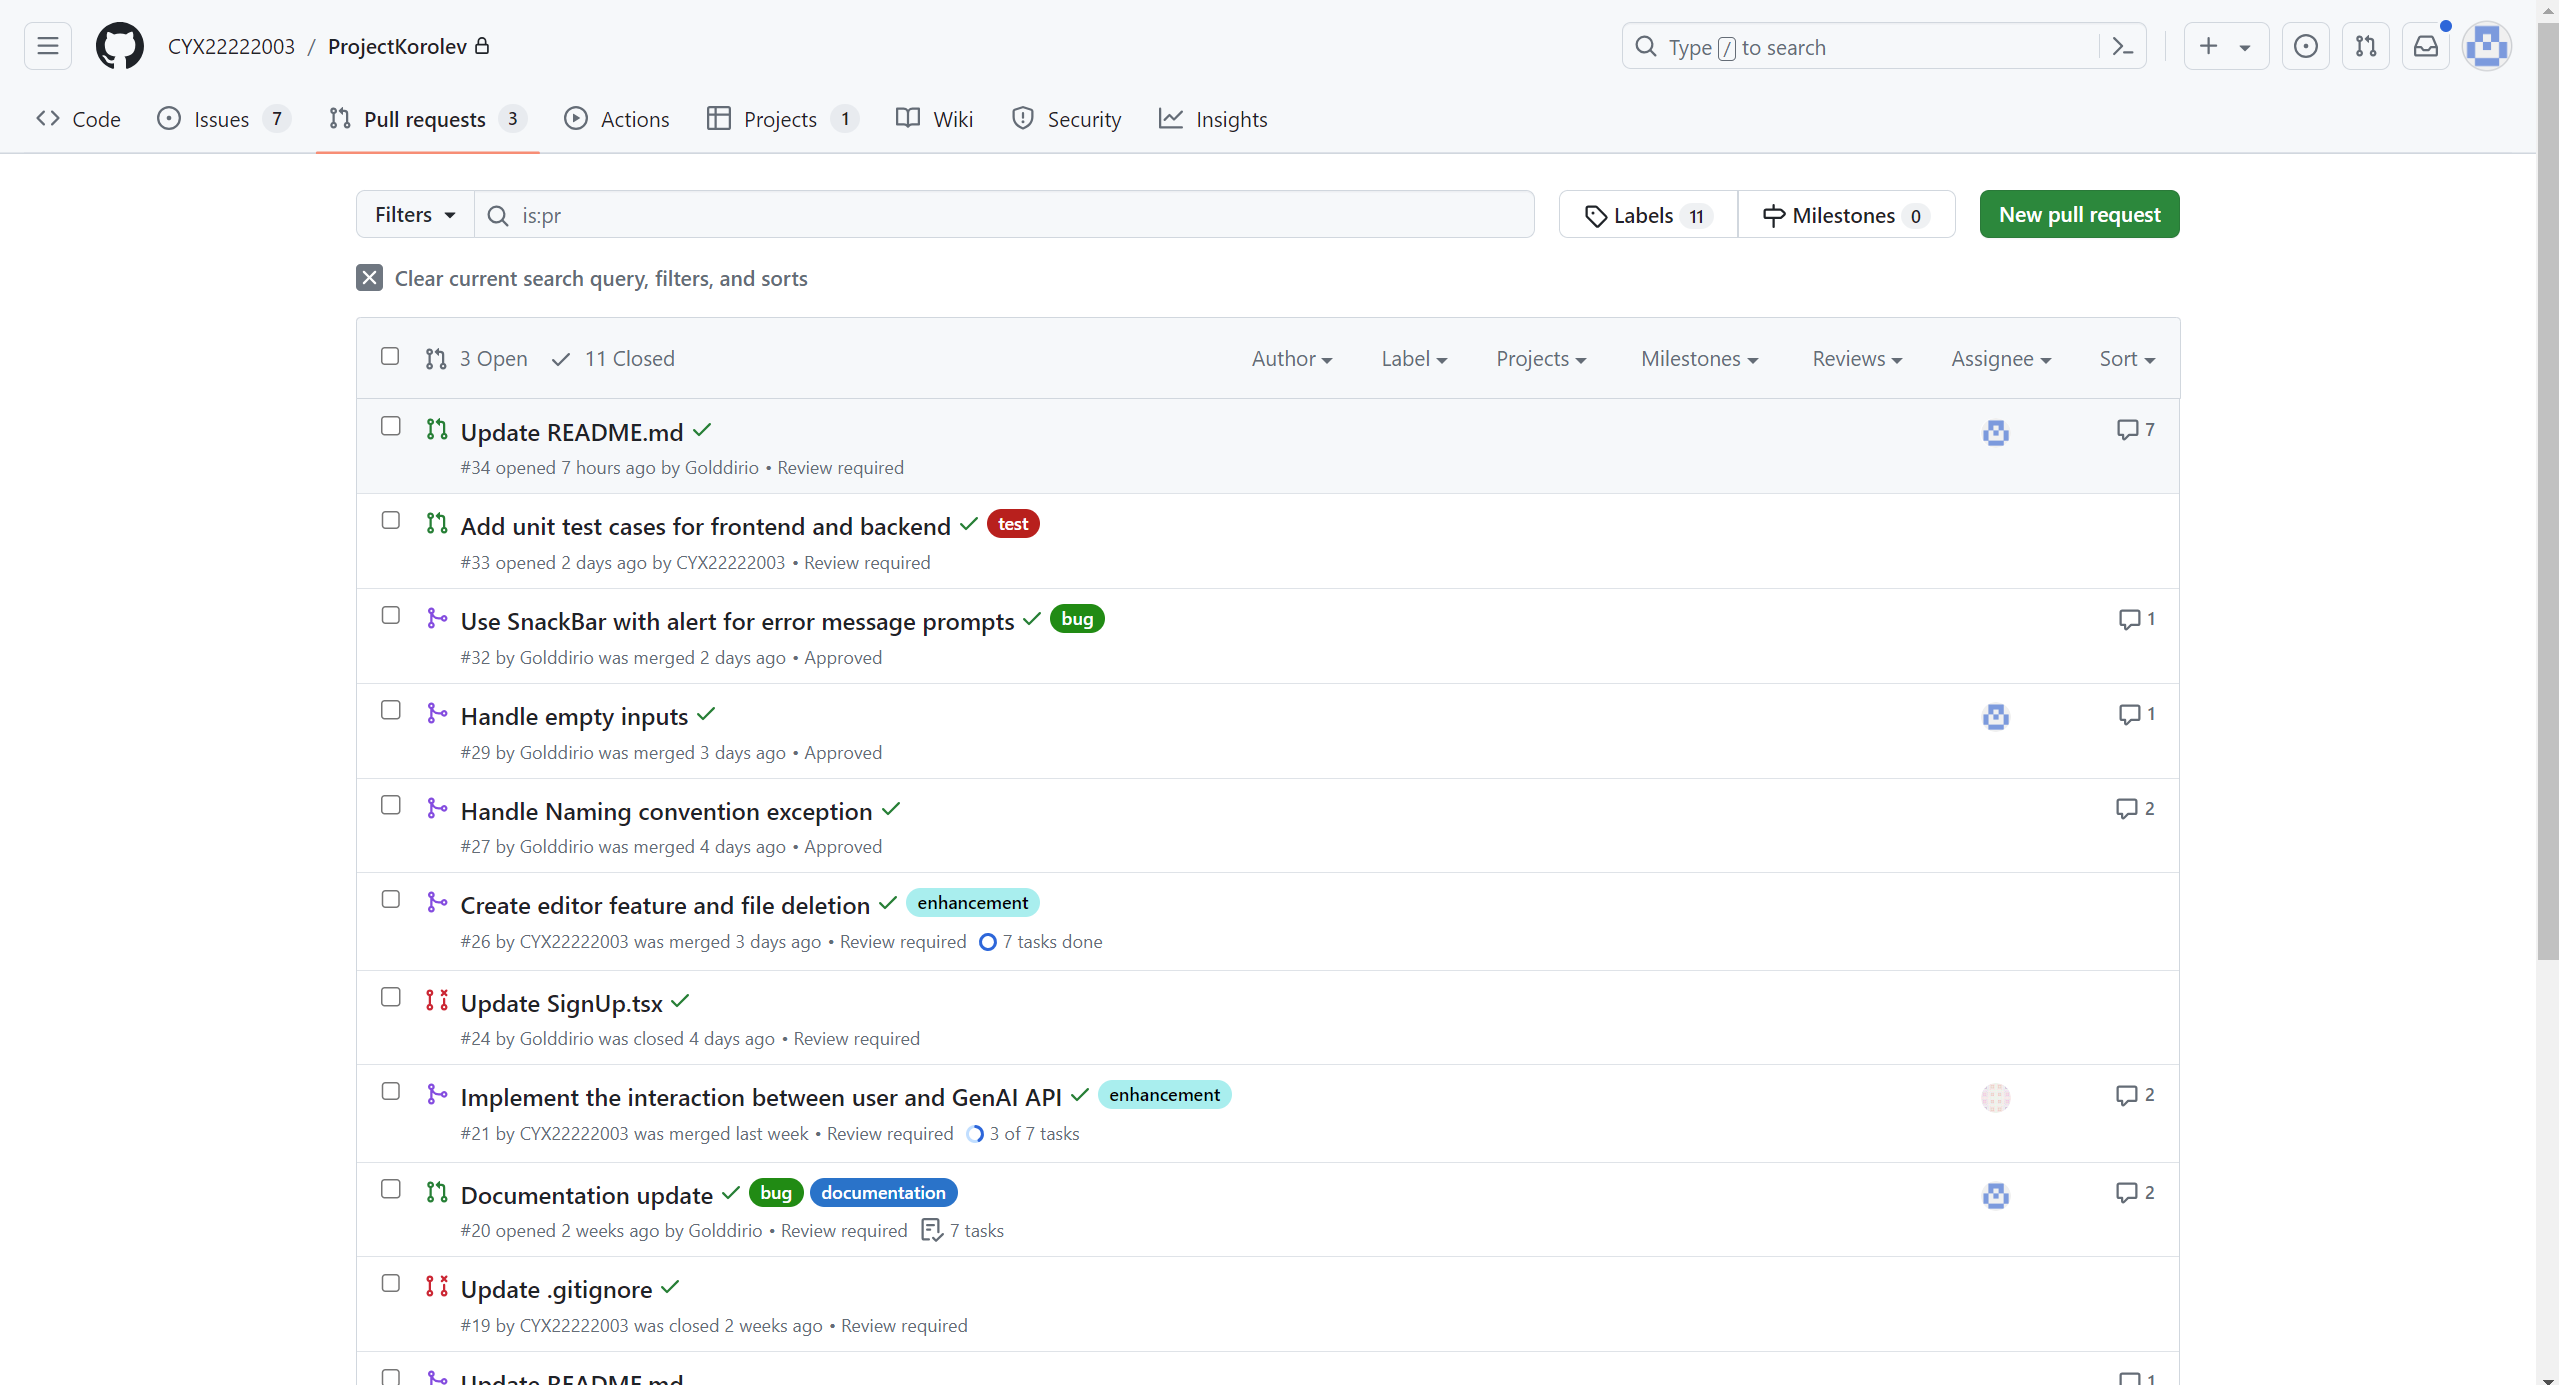 CYX22222003 / ProjectKorolev
Type / to search
Code
Issues 7
Pull requests 3
Actions
Projects 1
Wiki
Security
Insights
Filters
is:pr
Labels 11
Milestones 0
New pull request
Clear current search query, filters, and sorts
3 Open 11 Closed Author Label Projects Milestones Reviews Assignee Sort
Update README.md 7
#34 opened 7 hours ago by Golddirio • Review required
Add unit test cases for frontend and backend test
#33 opened 2 days ago by CYX22222003 • Review required
Use SnackBar with alert for error message prompts bug 1
#32 by Golddirio was merged 2 days ago • Approved
Handle empty inputs 1
#29 by Golddirio was merged 3 days ago • Approved
Handle Naming convention exception 2
#27 by Golddirio was merged 4 days ago • Approved
Create editor feature and file deletion enhancement
#26 by CYX22222003 was merged 3 days ago • Review required 7 tasks done
Update SignUp.tsx
#24 by Golddirio was closed 4 days ago • Review required
Implement the interaction between user and GenAI API enhancement 2
#21 by CYX22222003 was merged last week • Review required 3 of 7 tasks
Documentation update bug documentation 2
#20 opened 2 weeks ago by Golddirio • Review required 7 tasks
Update .gitignore
#19 by CYX22222003 was closed 2 weeks ago • Review required
Update README.md 1